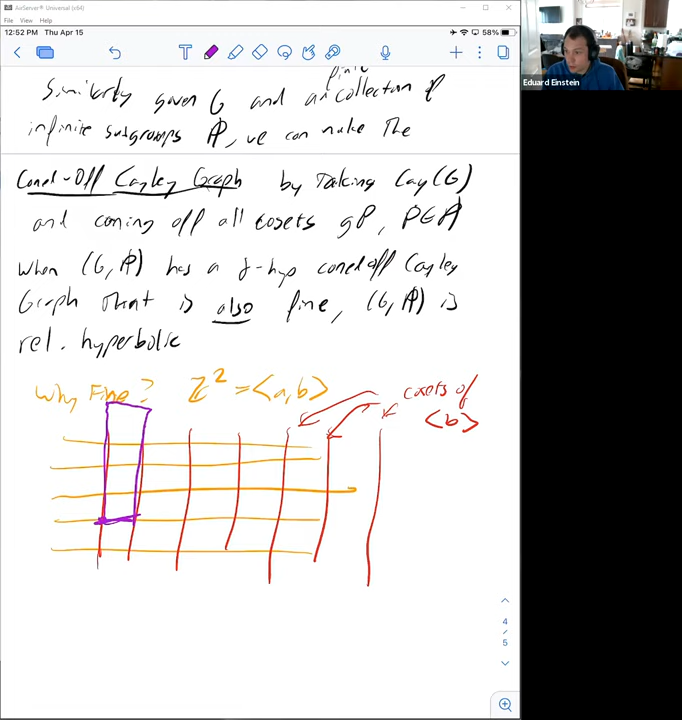 AirServer® Universal (x64)
File View Help
12:52 PM Thu Apr 15
58%
Eduard Einstein
finite
Similarly given G and a collection of
infinite subgroups ℙ, we can make the
Coned-Off Cayley Graph by Taking Cay(G)
and coning off all cosets gP, P∈ℙ
When (G,ℙ) has a δ-hyp coned off Cayley
Graph that is also fine, (G,ℙ) is
rel. hyperbolic
Why Fine? ℤ² = <a,b>
cosets of
<b>
4
/
5